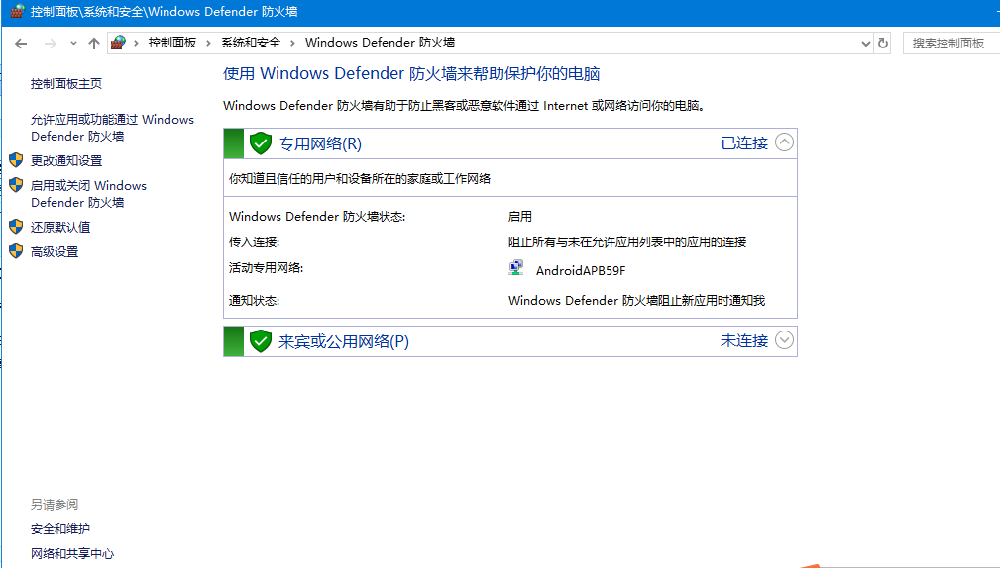 控制面板\系统和安全\Windows Defender 防火墙
控制面板 › 系统和安全 › Windows Defender 防火墙
搜索控制面板
控制面板主页
允许应用或功能通过 Windows
Defender 防火墙
更改通知设置
启用或关闭 Windows
Defender 防火墙
还原默认值
高级设置
使用 Windows Defender 防火墙来帮助保护你的电脑
Windows Defender 防火墙有助于防止黑客或恶意软件通过 Internet 或网络访问你的电脑。
专用网络(R) 已连接
你知道且信任的用户和设备所在的家庭或工作网络
Windows Defender 防火墙状态: 启用
传入连接: 阻止所有与未在允许应用列表中的应用的连接
活动专用网络: AndroidAPB59F
通知状态: Windows Defender 防火墙阻止新应用时通知我
来宾或公用网络(P) 未连接
另请参阅
安全和维护
网络和共享中心